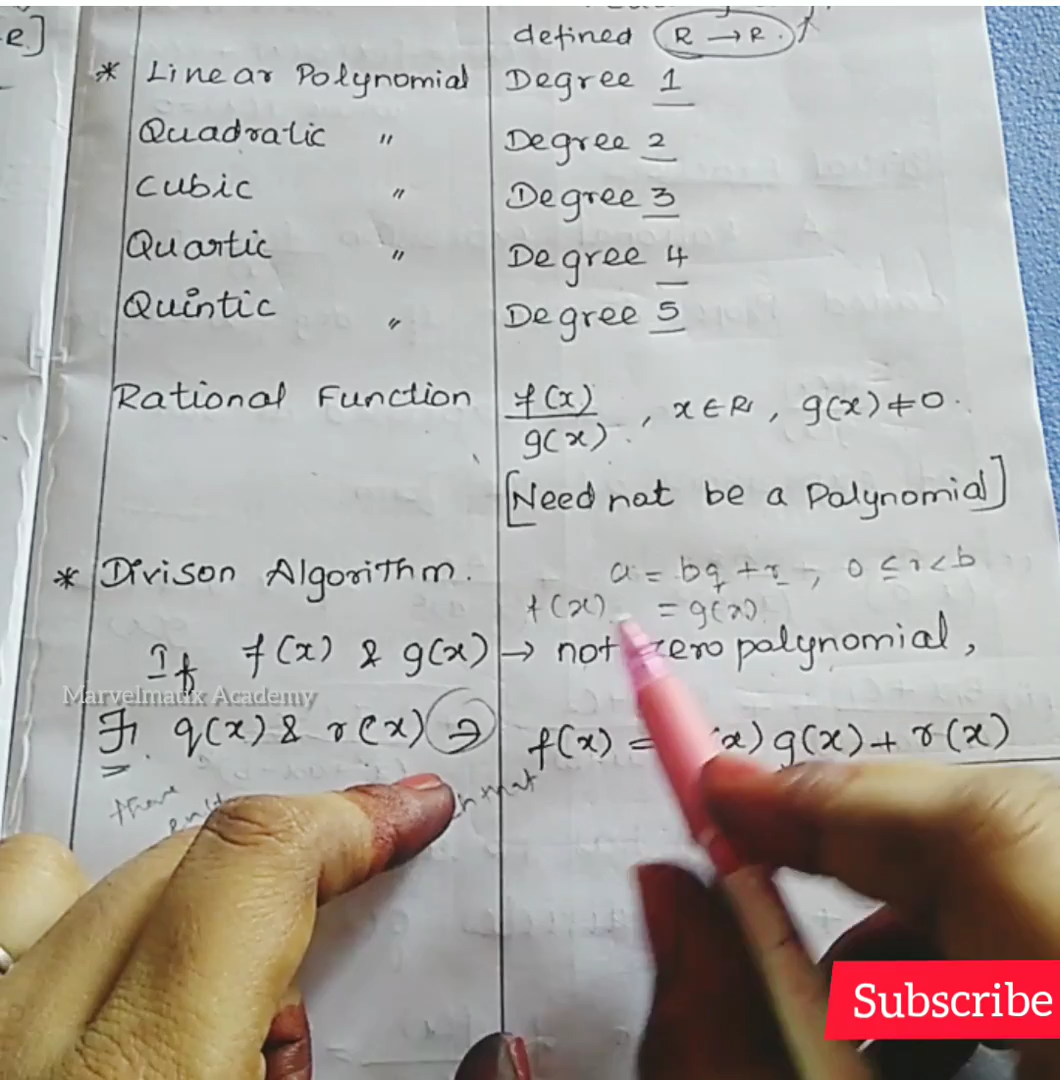 e]
defined R → R.
* Linear Polynomial Degree 1
Quadratic " Degree 2
Cubic " Degree 3
Quartic " Degree 4
Quintic " Degree 5
Rational Function f(x)/g(x), x ∈ R, g(x) ≠ 0.
[Need not be a Polynomial]
* Divison Algorithm. a = bq + r, 0 ≤ r < b
f(x) = g(x)
If f(x) & g(x) → not zero polynomial,
Marvelmatix Academy
∃ q(x) & r(x) ∋ f(x) = (x) g(x) + r(x)
there
Subscribe